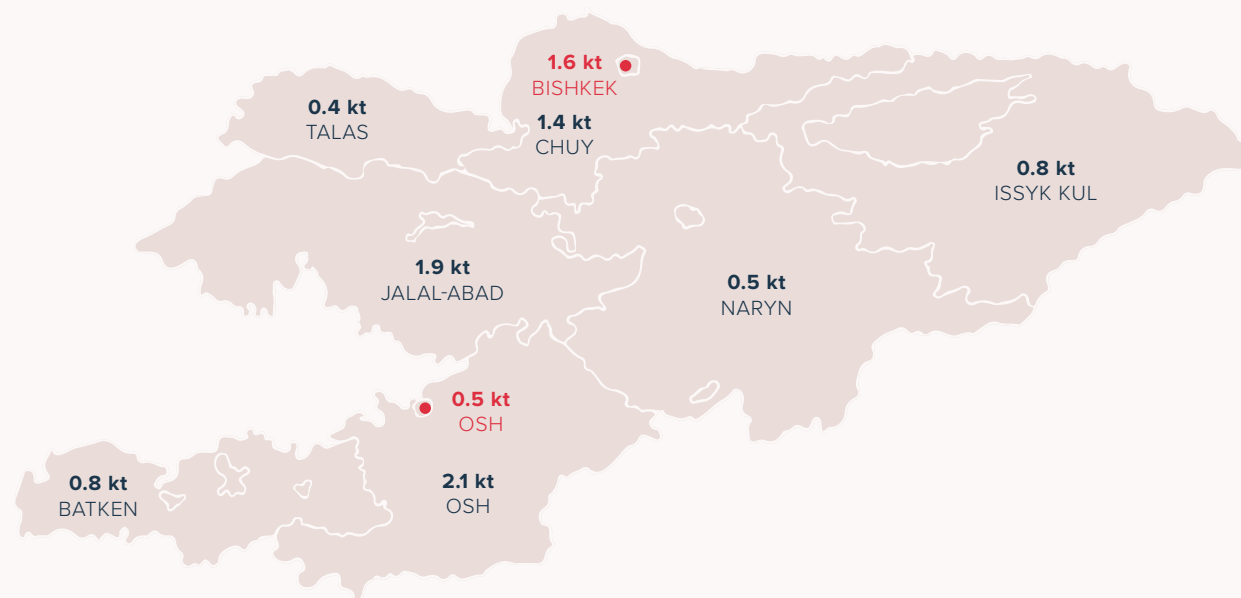 1.6 kt
BISHKEK
0.4 kt
TALAS
1.4 kt
CHUY
0.8 kt
ISSYK KUL
1.9 kt
JALAL-ABAD
0.5 kt
NARYN
0.5 kt
OSH
0.8 kt
BATKEN
2.1 kt
OSH